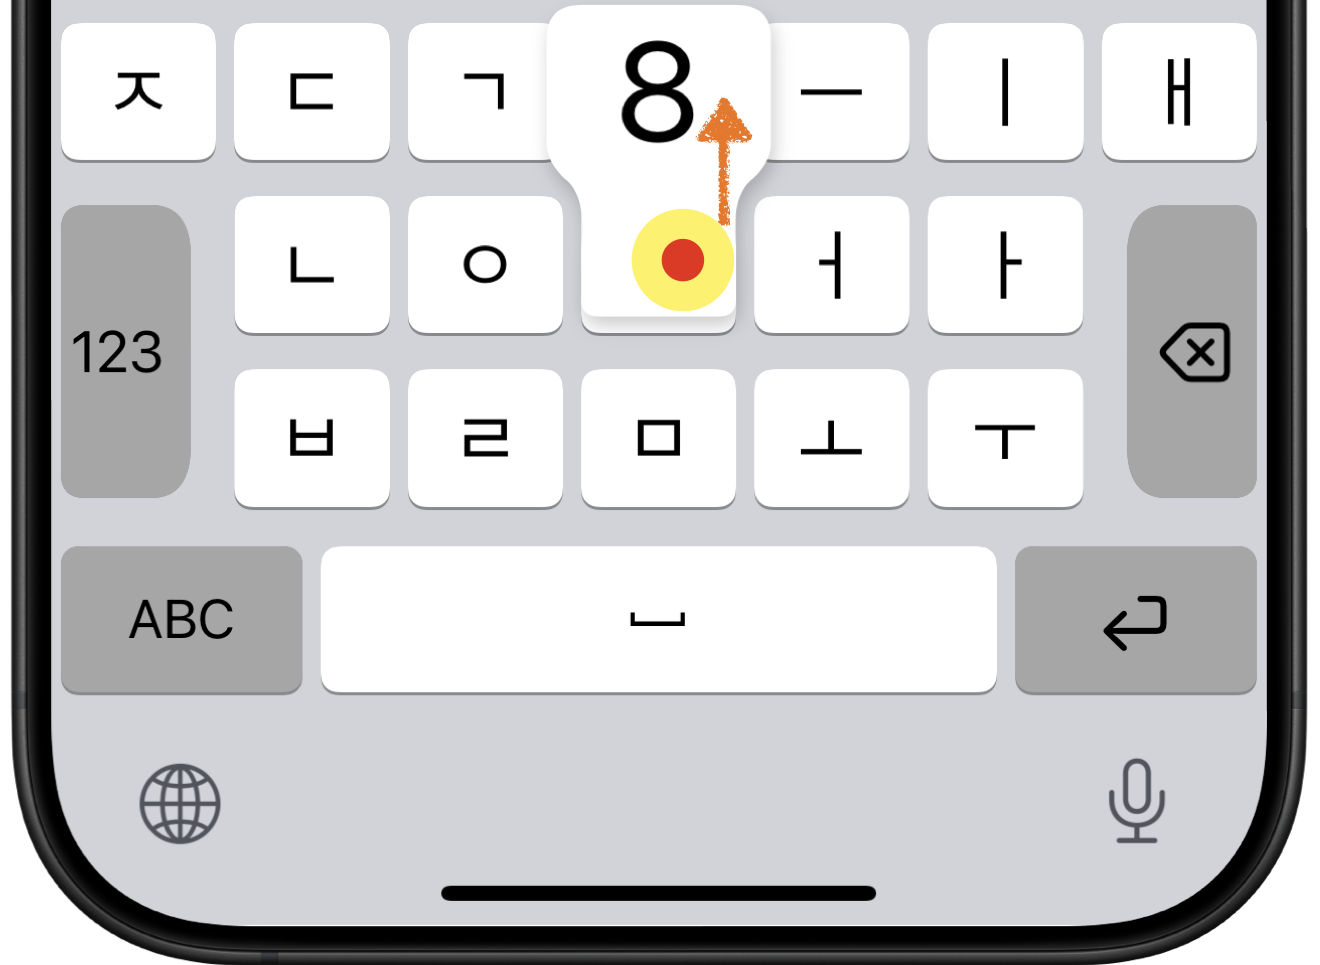 ㅈ ㄷ ㄱ 8 ㅡ ㅣ ㅐ
123 ㄴ ㅇ ㅓ ㅏ
ㅂ ㄹ ㅁ ㅗ ㅜ
ABC